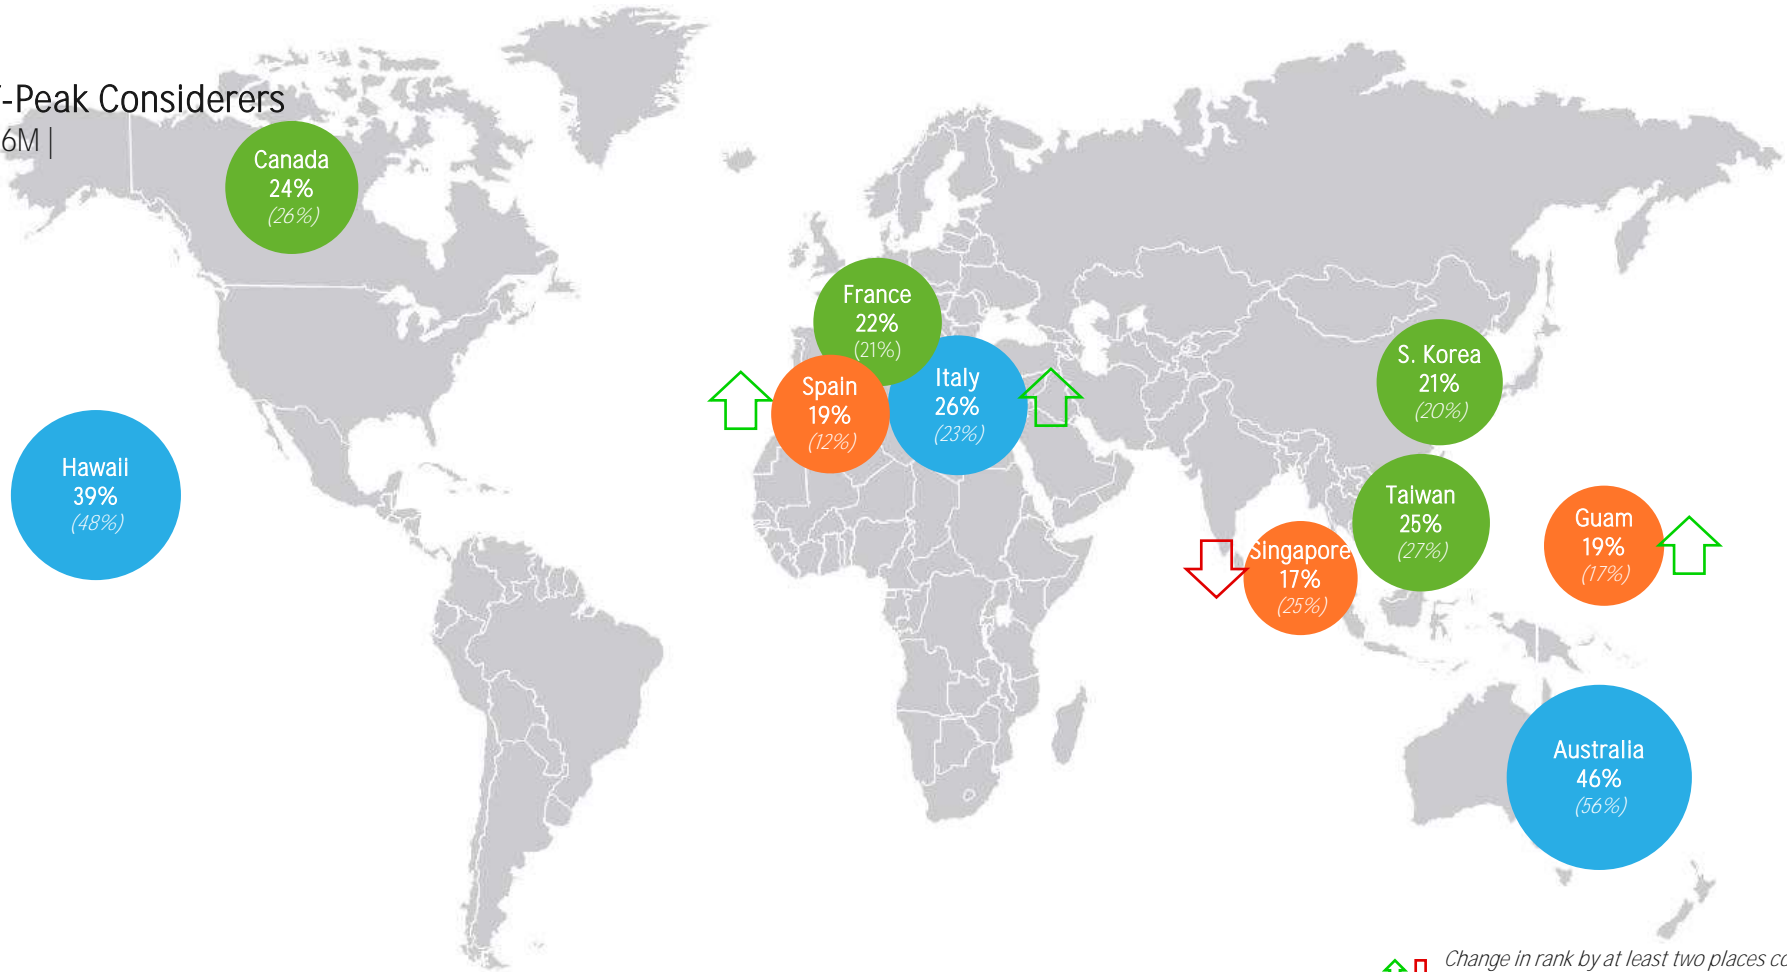 -Peak Considerers
6M |
Canada
24%
(26%)
France
22%
(21%)
Spain
19%
(12%)
Italy
26%
(23%)
S. Korea
21%
(20%)
Hawaii
39%
(48%)
Taiwan
25%
(27%)
Guam
19%
(17%)
Singapore
17%
(25%)
Australia
46%
(56%)
Change in rank by at least two places